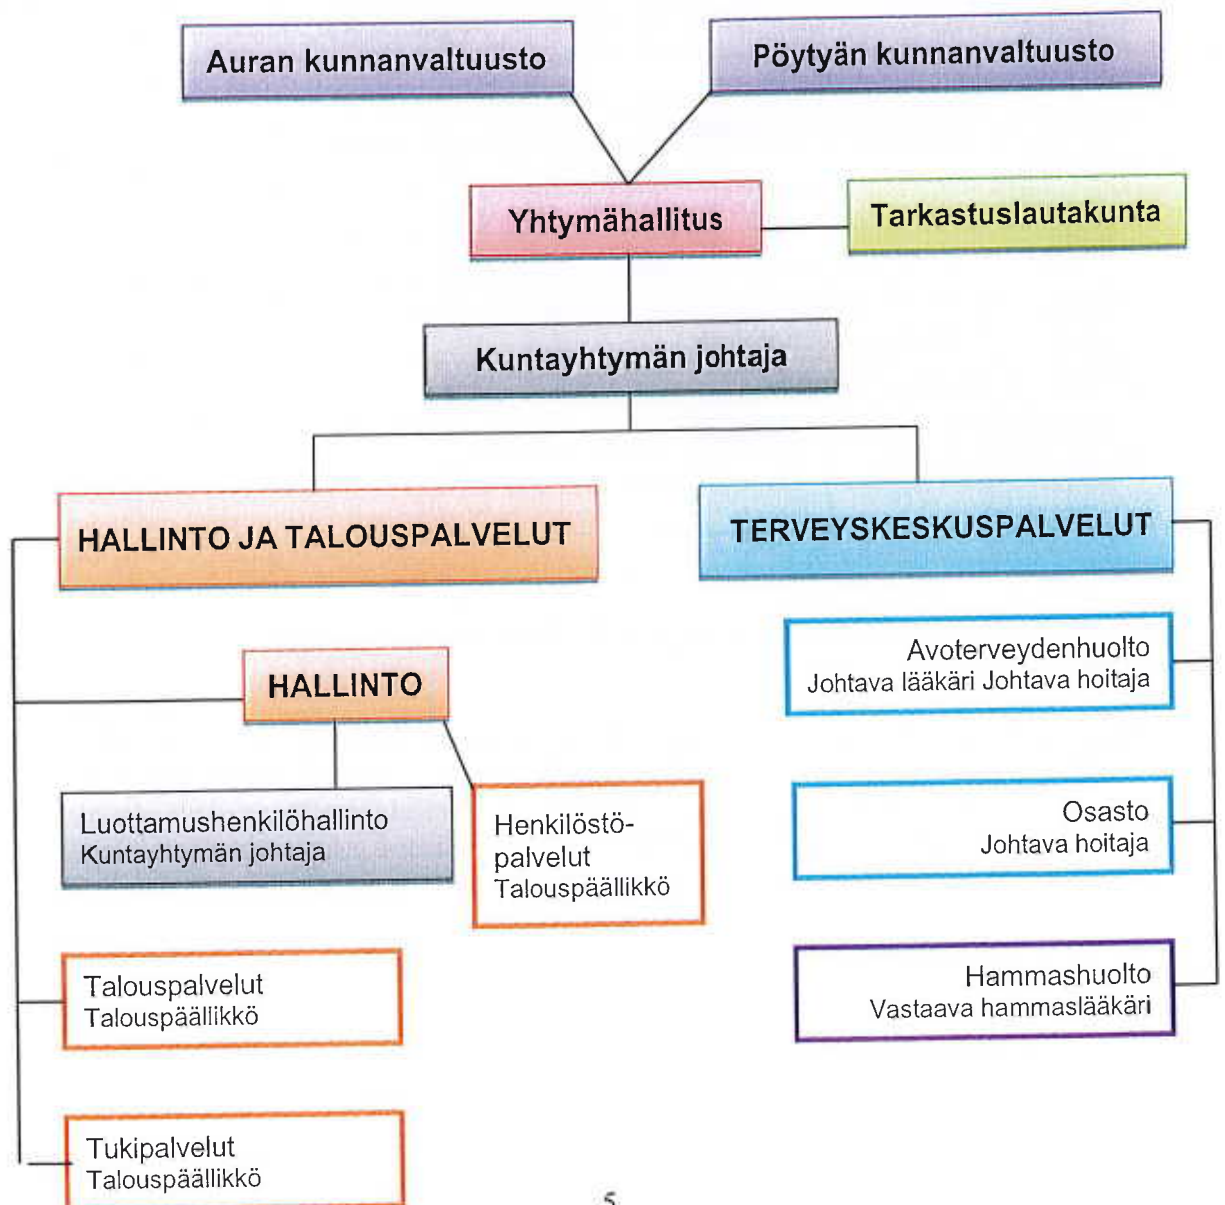 Auran kunnanvaltuusto
Pöytyän kunnanvaltuusto
Yhtymähallitus
Tarkastuslautakunta
Kuntayhtymän johtaja
HALLINTO JA TALOUSPALVELUT
TERVEYSKESKUSPALVELUT
HALLINTO
Luottamushenkilöhallinto
Kuntayhtymän johtaja
Henkilöstö-
palvelut
Talouspäällikkö
Talouspalvelut
Talouspäällikkö
Tukipalvelut
Talouspäällikkö
Avoterveydenhuolto
Johtava lääkäri Johtava hoitaja
Osasto
Johtava hoitaja
Hammashuolto
Vastaava hammaslääkäri
5